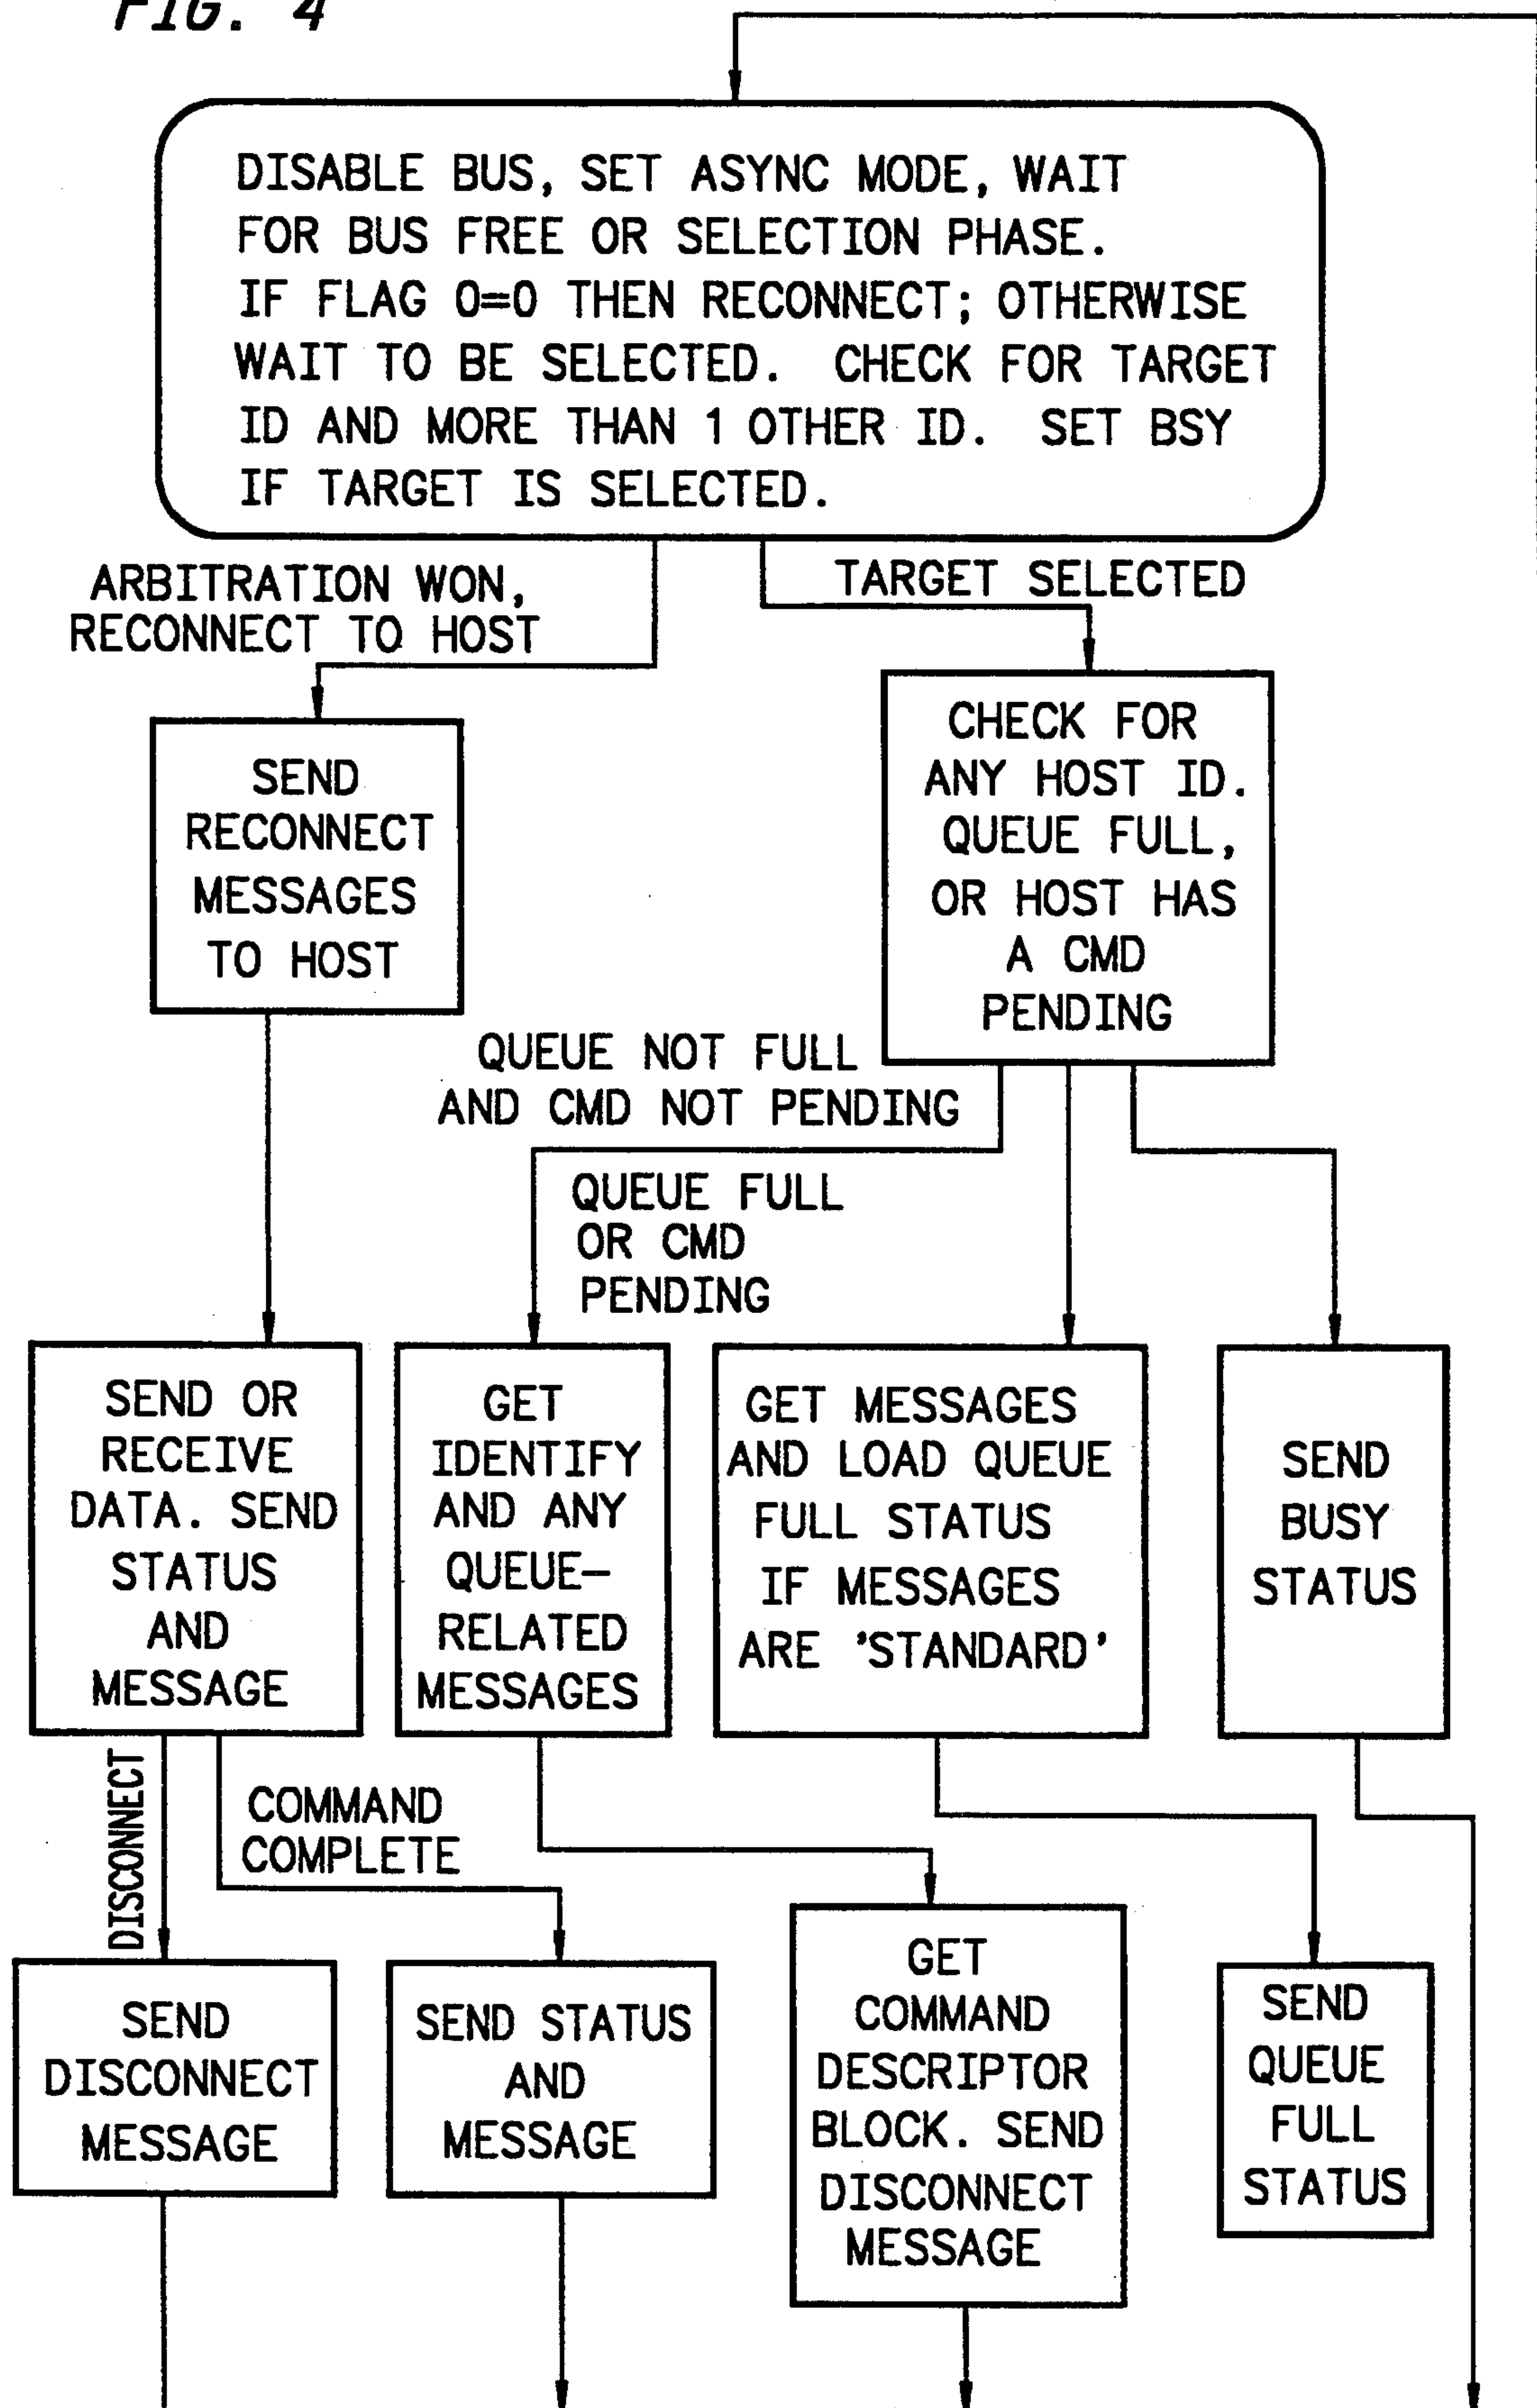 FIG. 4
DISABLE BUS, SET ASYNC MODE, WAIT
FOR BUS FREE OR SELECTION PHASE.
IF FLAG 0=0 THEN RECONNECT; OTHERWISE
WAIT TO BE SELECTED. CHECK FOR TARGET
ID AND MORE THAN 1 OTHER ID. SET BSY
IF TARGET IS SELECTED.
ARBITRATION WON,
RECONNECT TO HOST
TARGET SELECTED
SEND
RECONNECT
MESSAGES
TO HOST
CHECK FOR
ANY HOST ID.
QUEUE FULL,
OR HOST HAS
A CMD
PENDING
QUEUE NOT FULL
AND CMD NOT PENDING
QUEUE FULL
OR CMD
PENDING
SEND OR
RECEIVE
DATA. SEND
STATUS
AND
MESSAGE
GET
IDENTIFY
AND ANY
QUEUE-
RELATED
MESSAGES
GET MESSAGES
AND LOAD QUEUE
FULL STATUS
IF MESSAGES
ARE 'STANDARD'
SEND
BUSY
STATUS
DISCONNECT
COMMAND
COMPLETE
SEND
DISCONNECT
MESSAGE
SEND STATUS
AND
MESSAGE
GET
COMMAND
DESCRIPTOR
BLOCK. SEND
DISCONNECT
MESSAGE
SEND
QUEUE
FULL
STATUS